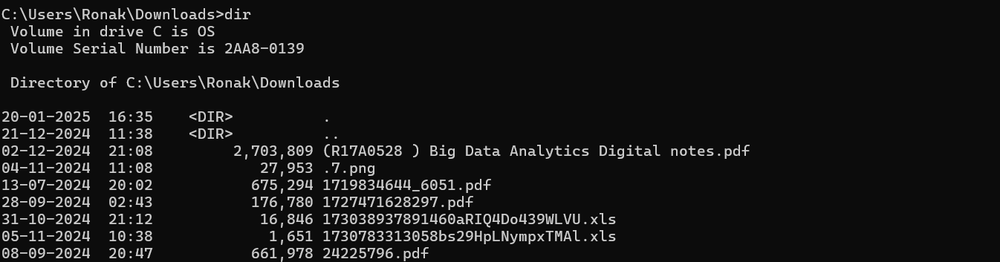 C:\Users\Ronak\Downloads>dir
 Volume in drive C is OS
 Volume Serial Number is 2AA8-0139

 Directory of C:\Users\Ronak\Downloads

20-01-2025  16:35    <DIR>          .
21-12-2024  11:38    <DIR>          ..
02-12-2024  21:08         2,703,809 (R17A0528 ) Big Data Analytics Digital notes.pdf
04-11-2024  11:08            27,953 .7.png
13-07-2024  20:02           675,294 1719834644_6051.pdf
28-09-2024  02:43           176,780 1727471628297.pdf
31-10-2024  21:12            16,846 173038937891460aRIQ4Do439WLVU.xls
05-11-2024  10:38             1,651 1730783313058bs29HpLNympxTMAl.xls
08-09-2024  20:47           661,978 24225796.pdf